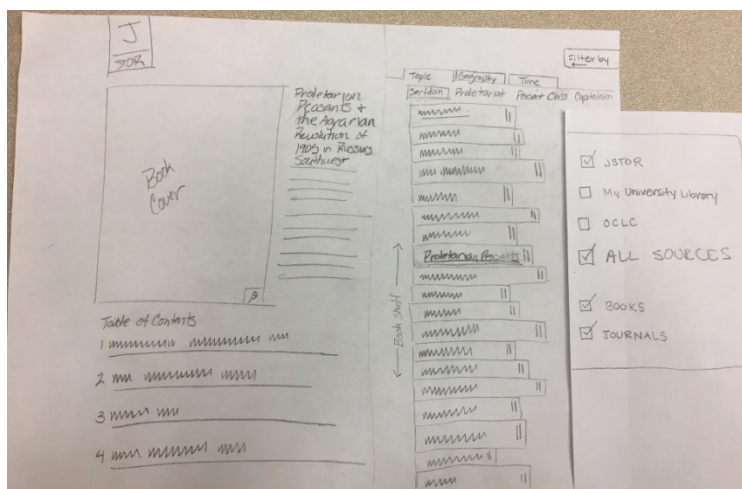 J
STOR
Proletarian
Peasants &
the Agrarian
Revolution of
1905 in Russia's
Southwest
Book
Cover
Table of Contents
1
2
3
4
Filter by
Topic Geography Time
Serfdom Proletariat Peasant Class Capitalism
Proletarian Peasants
Book Shelf
JSTOR
My University Library
OCLC
ALL SOURCES
BOOKS
JOURNALS